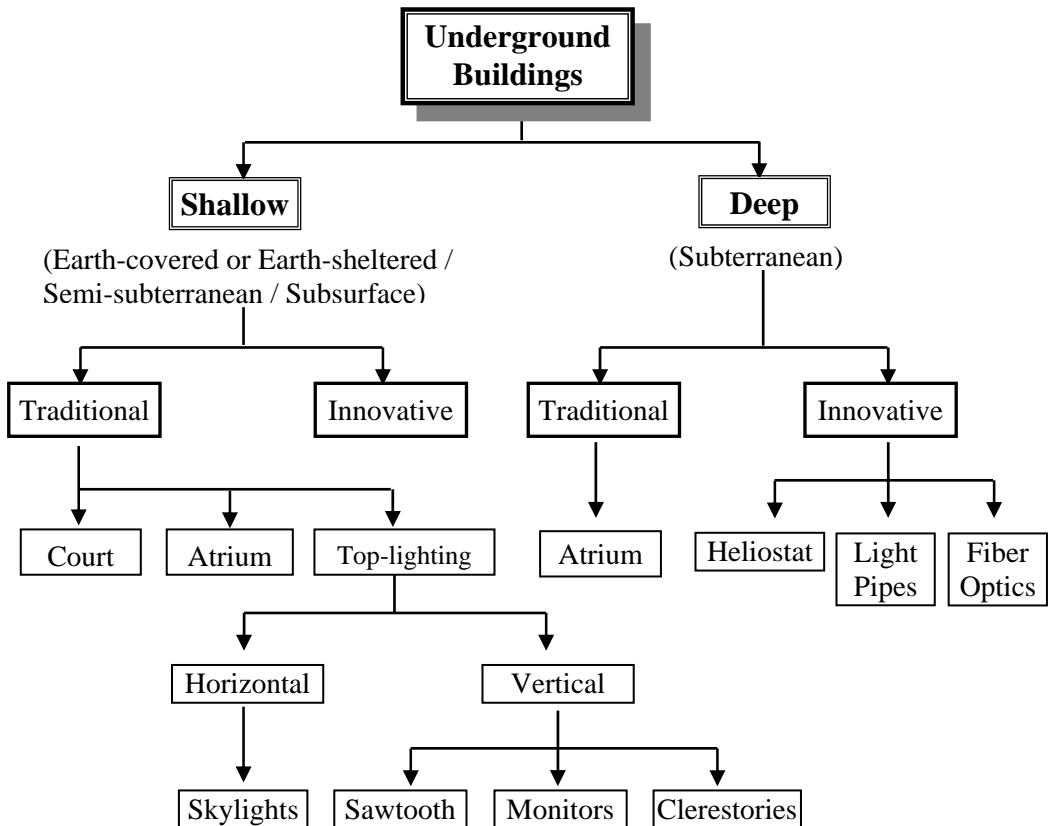 Underground
Buildings
Shallow
Deep
(Earth-covered or Earth-sheltered /
Semi-subterranean / Subsurface)
(Subterranean)
Traditional
Innovative
Traditional
Innovative
Court
Atrium
Top-lighting
Atrium
Heliostat
Light
Pipes
Fiber
Optics
Horizontal
Vertical
Skylights
Sawtooth
Monitors
Clerestories